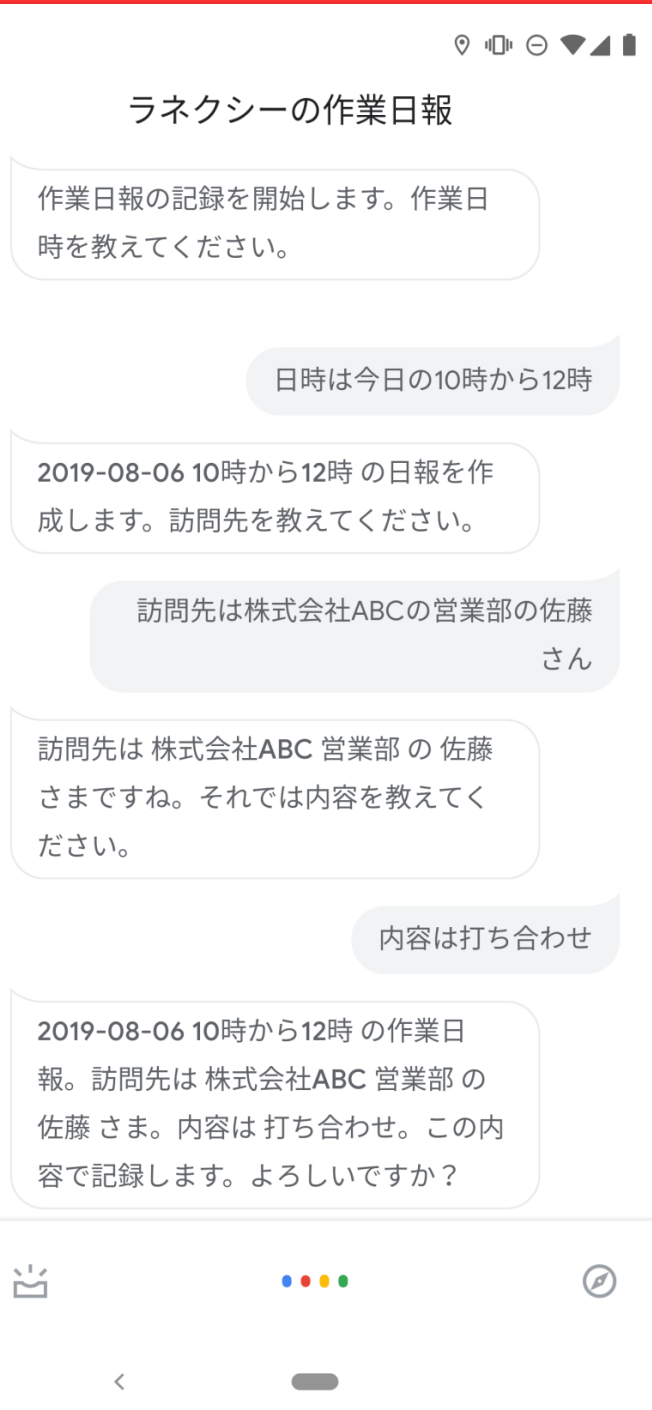 ラネクシーの作業日報
作業日報の記録を開始します。作業日
時を教えてください。
日時は今日の10時から12時
2019-08-06 10時から12時 の日報を作
成します。訪問先を教えてください。
訪問先は株式会社ABCの営業部の佐藤
さん
訪問先は 株式会社ABC 営業部 の 佐藤
さまですね。それでは内容を教えてく
ださい。
内容は打ち合わせ
2019-08-06 10時から12時 の作業日
報。訪問先は 株式会社ABC 営業部 の
佐藤 さま。内容は 打ち合わせ。この内
容で記録します。よろしいですか？